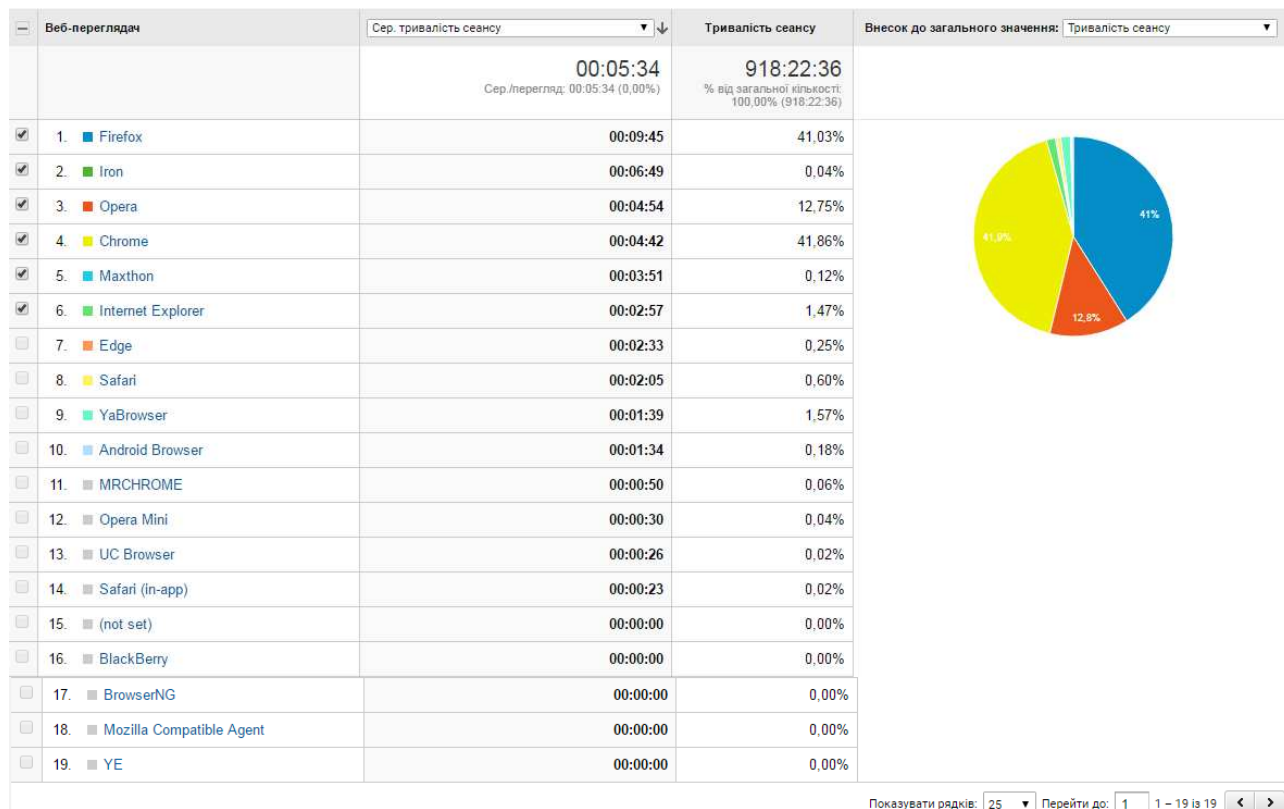 Веб-переглядач Сер. тривалість сеансу Тривалість сеансу Внесок до загального значення: Тривалість сеансу
00:05:34 918:22:36
Сер./перегляд: 00:05:34 (0,00%) % від загальної кількості:
100,00% (918:22:36)
1. Firefox 00:09:45 41,03%
2. Iron 00:06:49 0,04%
3. Opera 00:04:54 12,75%
4. Chrome 00:04:42 41,86%
5. Maxthon 00:03:51 0,12%
6. Internet Explorer 00:02:57 1,47%
7. Edge 00:02:33 0,25%
8. Safari 00:02:05 0,60%
9. YaBrowser 00:01:39 1,57%
10. Android Browser 00:01:34 0,18%
11. MRCHROME 00:00:50 0,06%
12. Opera Mini 00:00:30 0,04%
13. UC Browser 00:00:26 0,02%
14. Safari (in-app) 00:00:23 0,02%
15. (not set) 00:00:00 0,00%
16. BlackBerry 00:00:00 0,00%
17. BrowserNG 00:00:00 0,00%
18. Mozilla Compatible Agent 00:00:00 0,00%
19. YE 00:00:00 0,00%
41%
41,9%
12,8%
Показувати рядків: 25 Перейти до: 1 1 – 19 із 19